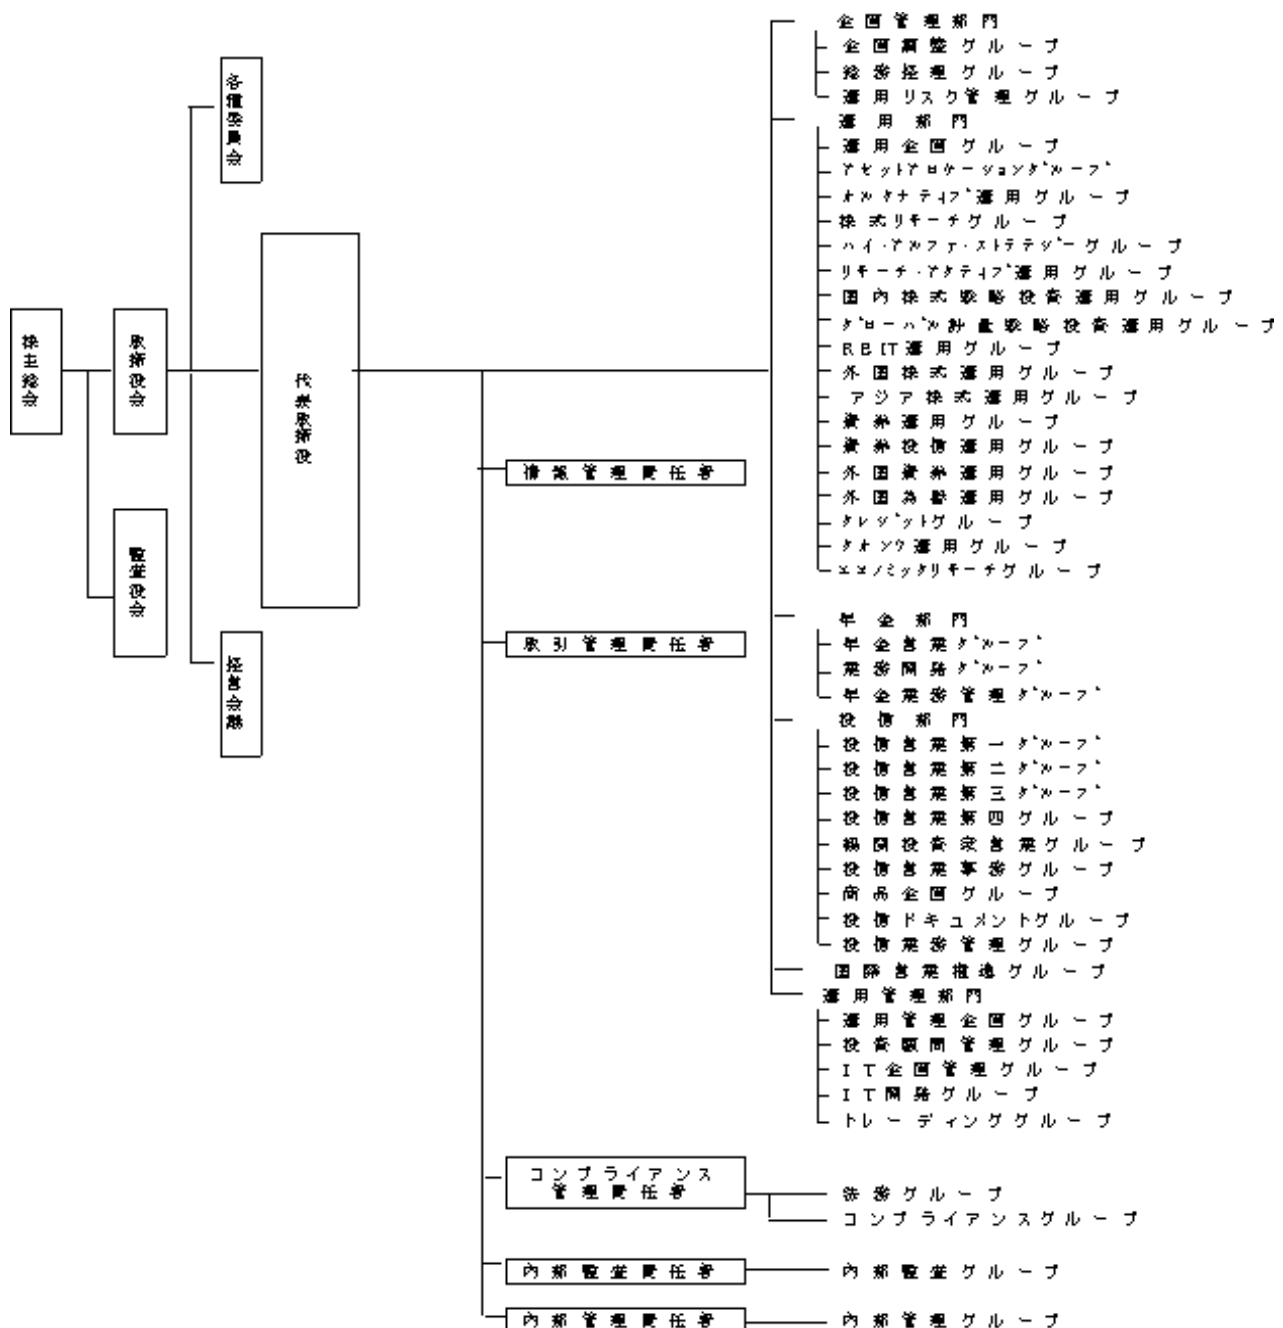 株主総会
取締役会
監査役会
各種委員会
代表取締役
経営会議
情報管理責任者
取引管理責任者
コンプライアンス
管理責任者
内部監査責任者
内部管理責任者
企画管理部門
企画調整グループ
総務経理グループ
運用リスク管理グループ
運用部門
運用企画グループ
アセットアロケーショングループ
オルタナティブ運用グループ
株式リサーチグループ
ハイ・アルファ・ストラテジーグループ
リサーチ・アクティブ運用グループ
国内株式戦略投資運用グループ
グローバル計量戦略投資運用グループ
REIT運用グループ
外国株式運用グループ
アジア株式運用グループ
債券運用グループ
債券投信運用グループ
外国債券運用グループ
外国為替運用グループ
クレジットグループ
クオンツ運用グループ
エコノミックリサーチグループ
年金部門
年金営業グループ
業務開発グループ
年金業務管理グループ
投信部門
投信営業第一グループ
投信営業第二グループ
投信営業第三グループ
投信営業第四グループ
機関投資家営業グループ
投信営業事務グループ
商品企画グループ
投信ドキュメントグループ
投信業務管理グループ
国際営業推進グループ
運用管理部門
運用管理企画グループ
投資顧問管理グループ
IT企画管理グループ
IT開発グループ
トレーディンググループ
法務グループ
コンプライアンスグループ
内部監査グループ
内部管理グループ